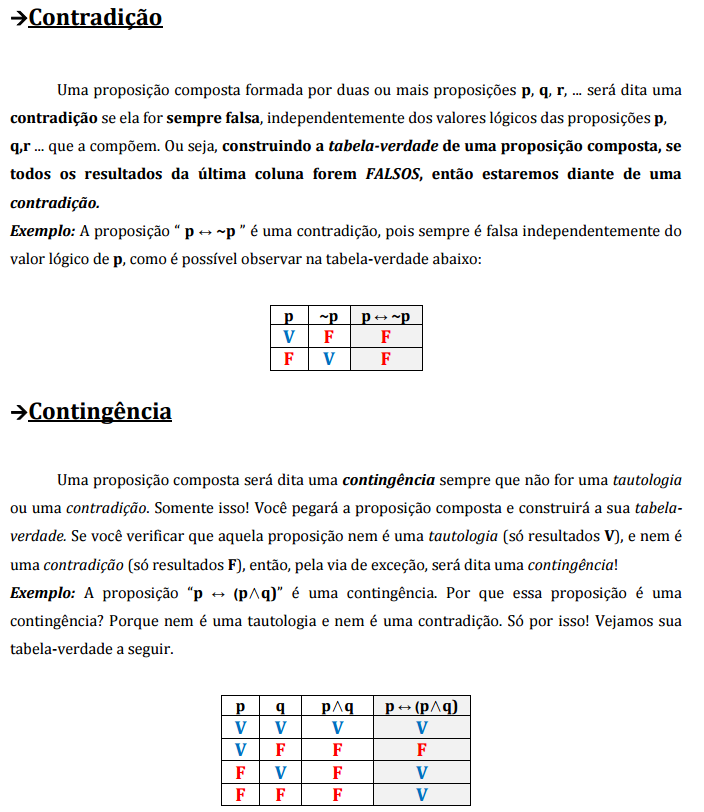 →Contradição
Uma proposição composta formada por duas ou mais proposições p, q, r, ... será dita uma
contradição se ela for sempre falsa, independentemente dos valores lógicos das proposições p,
q,r ... que a compõem. Ou seja, construindo a tabela-verdade de uma proposição composta, se
todos os resultados da última coluna forem FALSOS, então estaremos diante de uma
contradição.
Exemplo: A proposição “ p ↔ ~p ” é uma contradição, pois sempre é falsa independentemente do
valor lógico de p, como é possível observar na tabela-verdade abaixo:
p ~p p ↔ ~p
V F F
F V F
→Contingência
Uma proposição composta será dita uma contingência sempre que não for uma tautologia
ou uma contradição. Somente isso! Você pegará a proposição composta e construirá a sua tabela-
verdade. Se você verificar que aquela proposição nem é uma tautologia (só resultados V), e nem é
uma contradição (só resultados F), então, pela via de exceção, será dita uma contingência!
Exemplo: A proposição “p ↔ (p∧q)” é uma contingência. Por que essa proposição é uma
contingência? Porque nem é uma tautologia e nem é uma contradição. Só por isso! Vejamos sua
tabela-verdade a seguir.
p q p∧q p ↔ (p∧q)
V V V V
V F F F
F V F V
F F F V